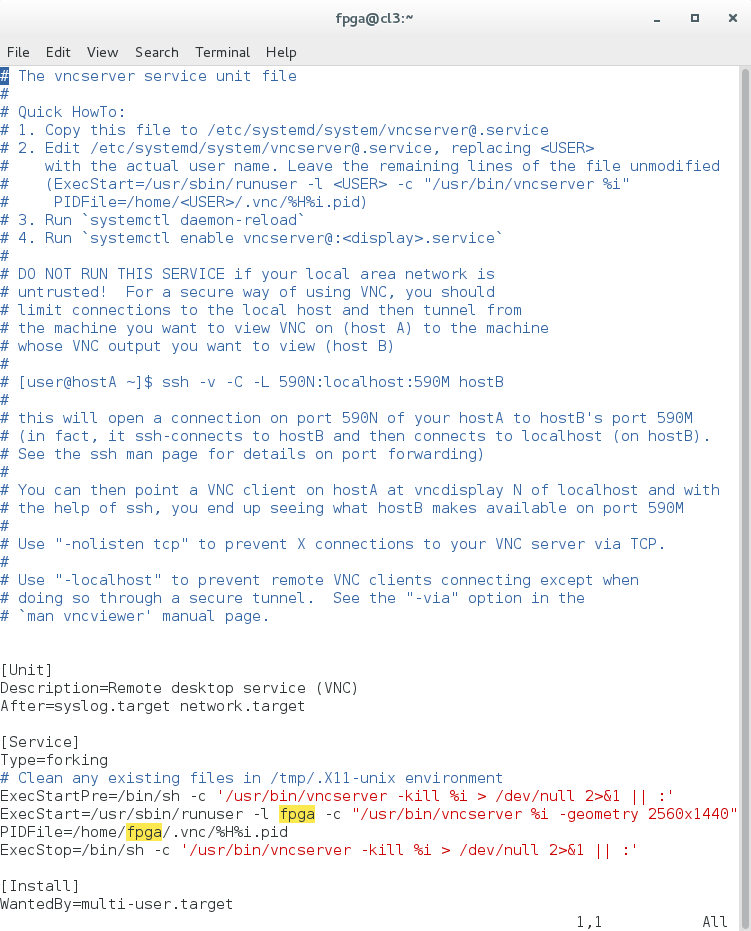 fpga@cl3:~
File Edit View Search Terminal Help
# The vncserver service unit file
#
# Quick HowTo:
# 1. Copy this file to /etc/systemd/system/vncserver@.service
# 2. Edit /etc/systemd/system/vncserver@.service, replacing <USER>
#    with the actual user name. Leave the remaining lines of the file unmodified
#    (ExecStart=/usr/sbin/runuser -l <USER> -c "/usr/bin/vncserver %i"
#     PIDFile=/home/<USER>/.vnc/%H%i.pid)
# 3. Run `systemctl daemon-reload`
# 4. Run `systemctl enable vncserver@:<display>.service`
#
# DO NOT RUN THIS SERVICE if your local area network is
# untrusted!  For a secure way of using VNC, you should
# limit connections to the local host and then tunnel from
# the machine you want to view VNC on (host A) to the machine
# whose VNC output you want to view (host B)
#
# [user@hostA ~]$ ssh -v -C -L 590N:localhost:590M hostB
#
# this will open a connection on port 590N of your hostA to hostB's port 590M
# (in fact, it ssh-connects to hostB and then connects to localhost (on hostB).
# See the ssh man page for details on port forwarding)
#
# You can then point a VNC client on hostA at vncdisplay N of localhost and with
# the help of ssh, you end up seeing what hostB makes available on port 590M
#
# Use "-nolisten tcp" to prevent X connections to your VNC server via TCP.
#
# Use "-localhost" to prevent remote VNC clients connecting except when
# doing so through a secure tunnel.  See the "-via" option in the
# `man vncviewer' manual page.
[Unit]
Description=Remote desktop service (VNC)
After=syslog.target network.target
[Service]
Type=forking
# Clean any existing files in /tmp/.X11-unix environment
ExecStartPre=/bin/sh -c '/usr/bin/vncserver -kill %i > /dev/null 2>&1 || :'
ExecStart=/usr/sbin/runuser -l fpga -c "/usr/bin/vncserver %i -geometry 2560x1440"
PIDFile=/home/fpga/.vnc/%H%i.pid
ExecStop=/bin/sh -c '/usr/bin/vncserver -kill %i > /dev/null 2>&1 || :'
[Install]
WantedBy=multi-user.target
1,1 All